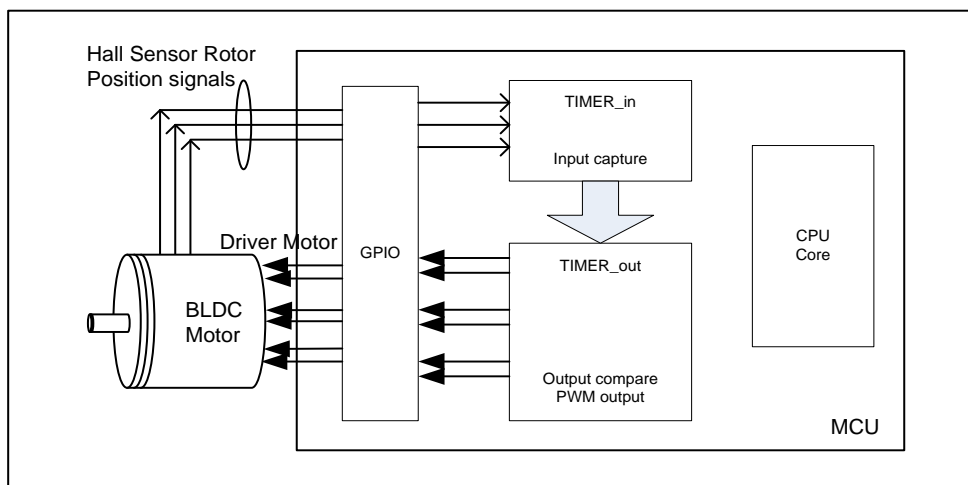 Hall Sensor Rotor
Position signals
TIMER_in
Input capture
CPU
Core
Driver Motor
GPIO
TIMER_out
BLDC
Motor
Output compare
PWM output
MCU